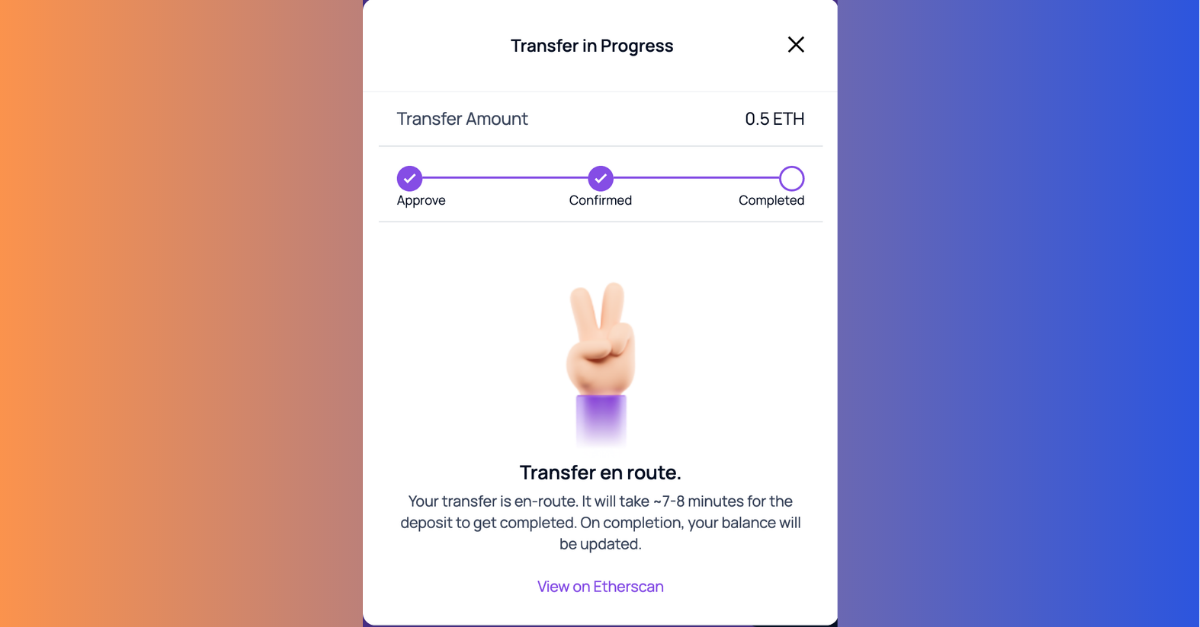 Transfer in Progress
Transfer Amount 0.5 ETH
Approve Confirmed Completed
Transfer en route.
Your transfer is en-route. It will take ~7-8 minutes for the
deposit to get completed. On completion, your balance will
be updated.
View on Etherscan